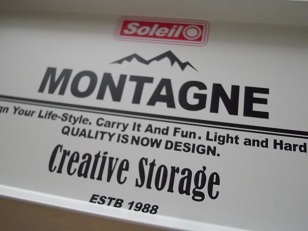 Soleil
MONTAGNE
gn Your Life-Style. Carry It And Fun. Light and Hard
QUALITY IS NOW DESIGN.
Creative Storage
ESTB 1988